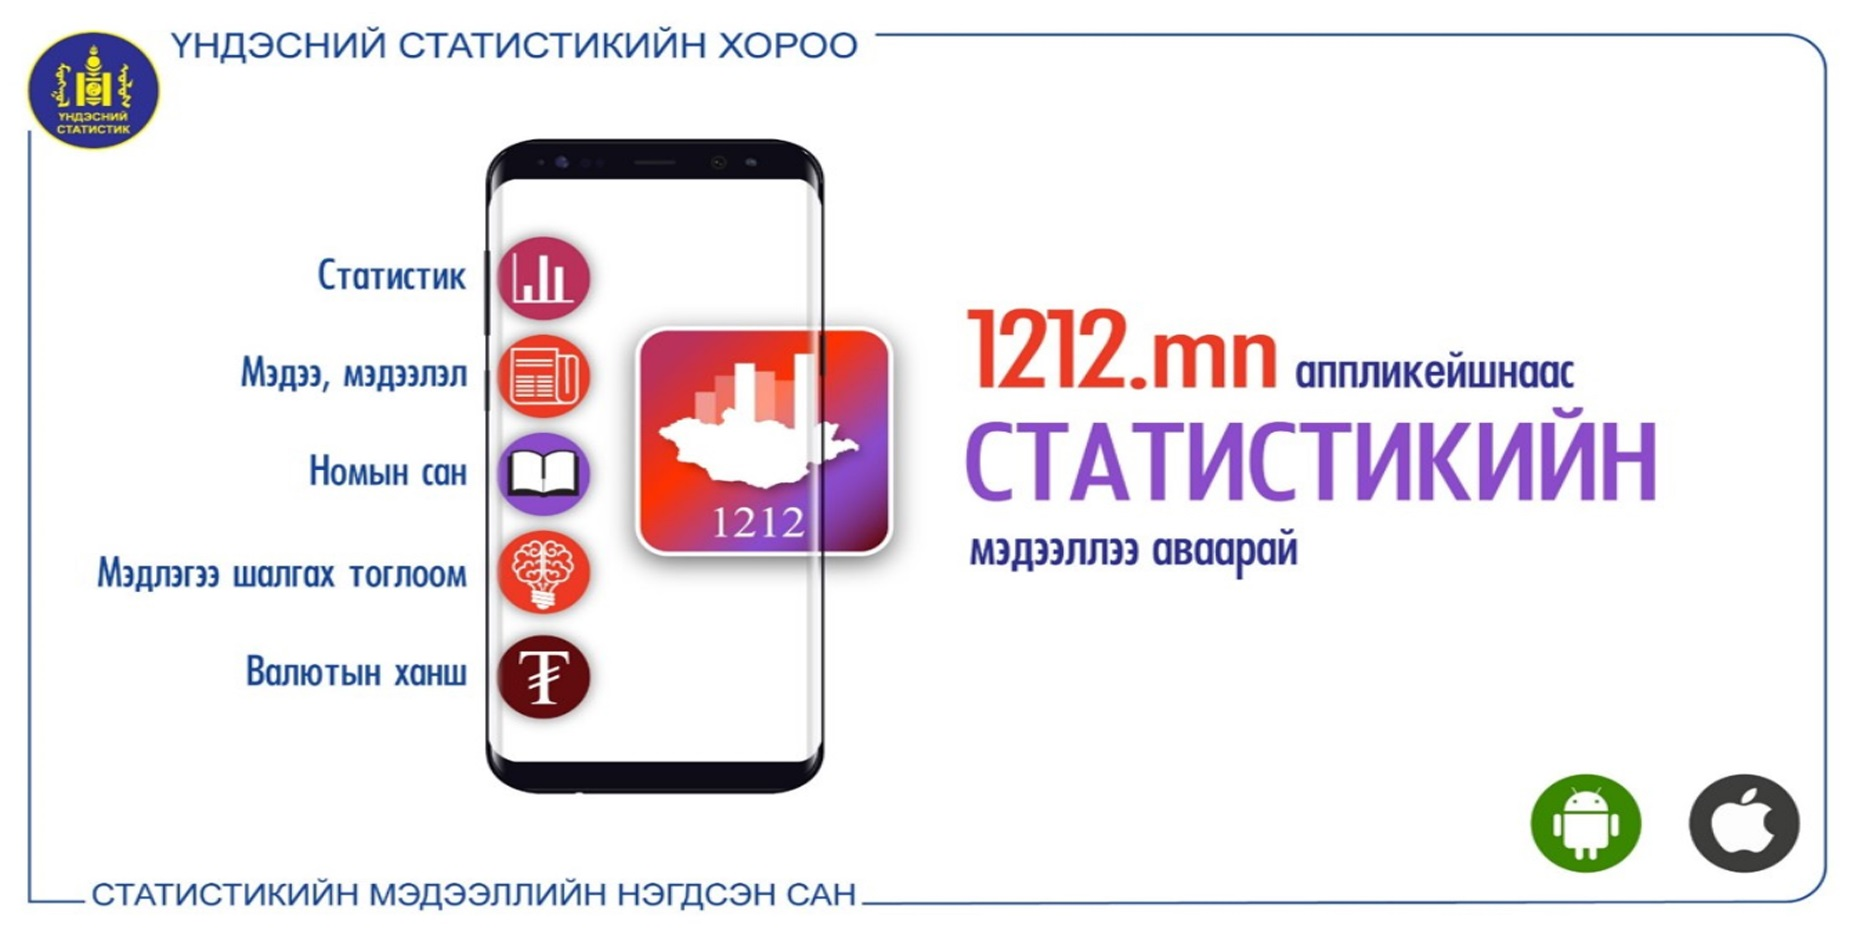 ҮНДЭСНИЙ СТАТИСТИКИЙН ХОРОО
ҮНДЭСНИЙ
СТАТИСТИК
Статистик
Мэдээ, мэдээлэл
Номын сан
Мэдлэгээ шалгах тоглоом
Валютын ханш
1212
1212.mn аппликейшнаас
СТАТИСТИКИЙН
мэдээллээ аваарай
СТАТИСТИКИЙН МЭДЭЭЛЛИЙН НЭГДСЭН САН